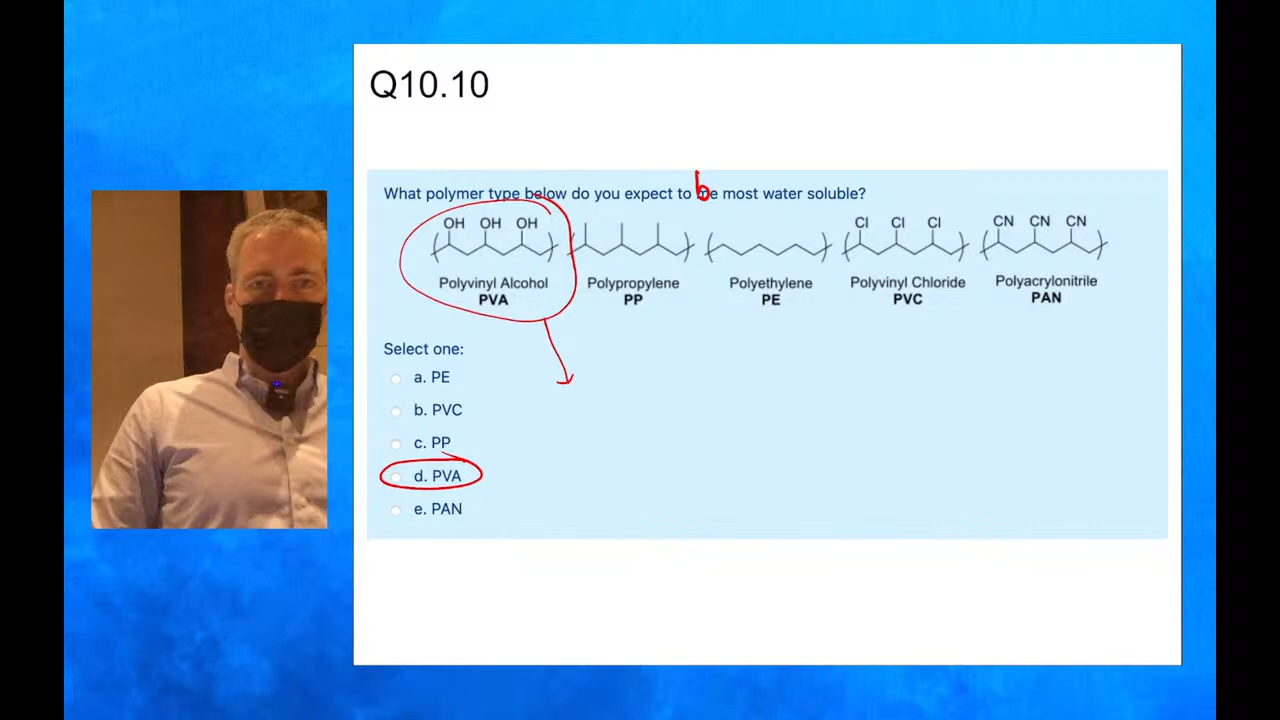 Q10.10
b
What polymer type below do you expect to me most water soluble?
OH OH OH Cl Cl Cl CN CN CN
Polyvinyl Alcohol Polypropylene Polyethylene Polyvinyl Chloride Polyacrylonitrile
PVA PP PE PVC PAN
Select one:
a. PE
b. PVC
c. PP
d. PVA
e. PAN